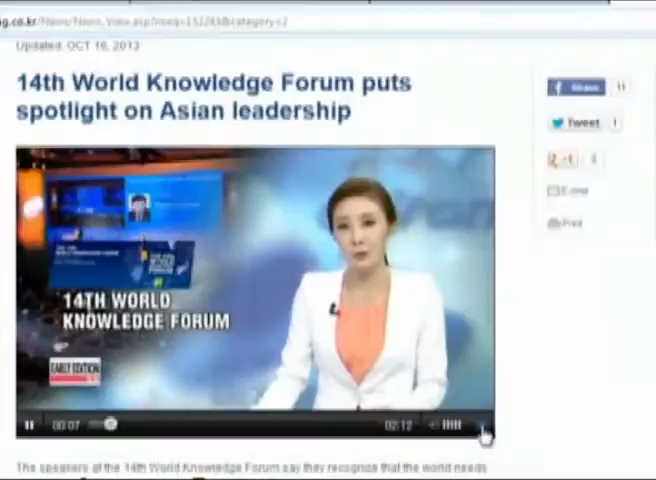 Updated: OCT 16, 2013
14th World Knowledge Forum puts
spotlight on Asian leadership
Share 11
Tweet 1
14TH WORLD
KNOWLEDGE FORUM
EARLY EDITION
00:07
02:12
Print
The speakers at the 14th World Knowledge Forum say they recognize that the world needs